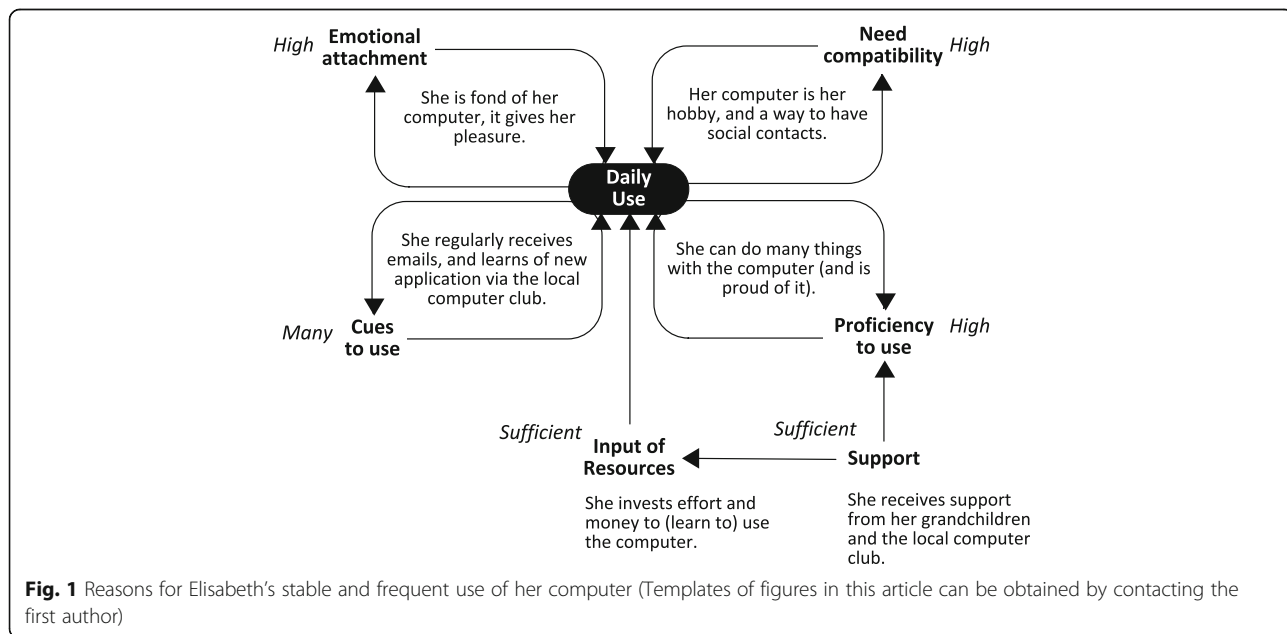 High
Emotional
attachment
Need
compatibility
High
She is fond of her
computer, it gives her
pleasure.
Her computer is her
hobby, and a way to have
social contacts.
Daily
Use
She regularly receives
emails, and learns of new
application via the local
computer club.
She can do many things
with the computer (and is
proud of it).
Many
Cues
to use
Proficiency
to use
High
Sufficient
Input of
Resources
Sufficient
Support
She invests effort and
money to (learn to) use
the computer.
She receives support
from her grandchildren
and the local computer
club.
Fig. 1 Reasons for Elisabeth’s stable and frequent use of her computer (Templates of figures in this article can be obtained by contacting the
first author)